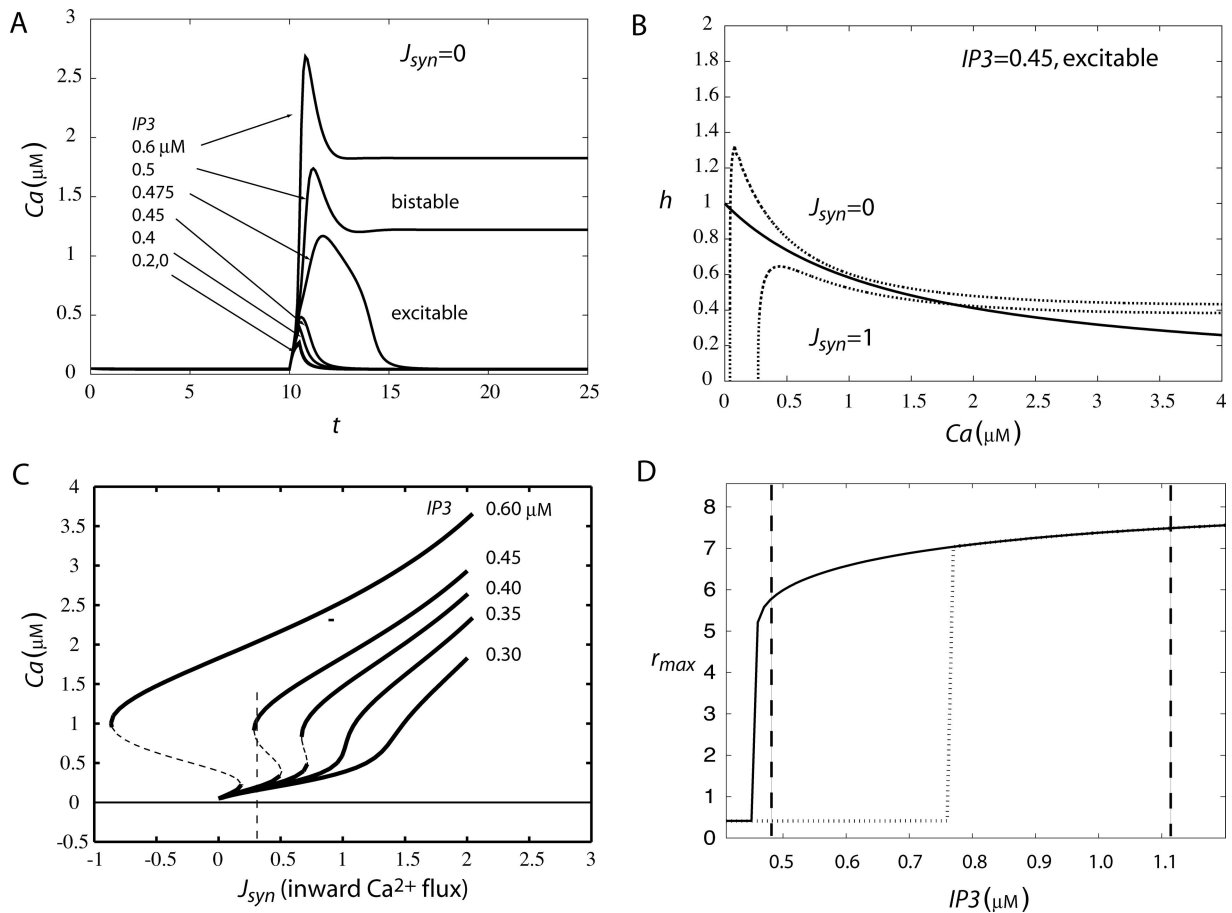 A
J_syn=0
3
2.5
2
1.5
1
0.5
0
Ca (μM)
IP3
0.6 μM
0.5
0.475
0.45
0.4
0.2,0
bistable
excitable
0 5 10 15 20 25
t
B
IP3=0.45, excitable
2
1.8
1.6
1.4
1.2
1
0.8
0.6
0.4
0.2
0
h
J_syn=0
J_syn=1
0 0.5 1 1.5 2 2.5 3 3.5 4
Ca (μM)
C
4
3.5
3
2.5
2
1.5
1
0.5
0
-0.5
Ca (μM)
IP3
0.60 μM
0.45
0.40
0.35
0.30
-1 -0.5 0 0.5 1 1.5 2 2.5 3
J_syn (inward Ca²⁺ flux)
D
8
7
6
5
4
3
2
1
0
r_max
0.5 0.6 0.7 0.8 0.9 1.0 1.1
IP3 (μM)